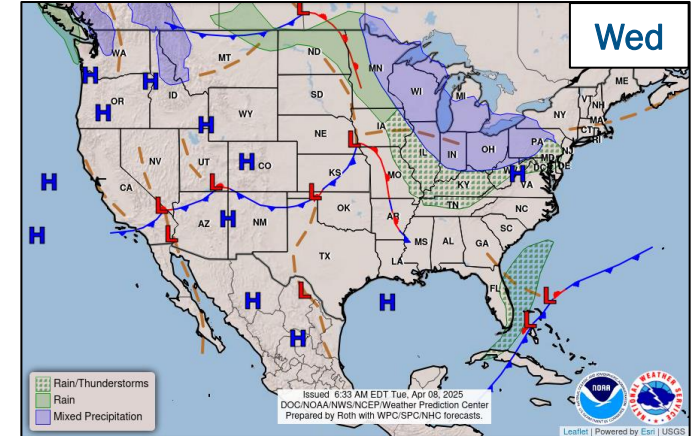 Wed
WA
MT
ND
MN
ME
OR
ID
WY
SD
WI
MI
NY
VT
NH
MA
CT
RI
NV
UT
CO
NE
IA
IL
IN
OH
PA
NJ
MD
DE
DC
W
VA
CA
AZ
NM
KS
MO
KY
OK
AR
TN
NC
SC
TX
LA
MS
AL
GA
FL
L
L
L
L
L
L
L
L
L
L
H
H
H
H
H
H
H
H
H
H
H
H
Rain/Thunderstorms
Rain
Mixed Precipitation
Issued 6:33 AM EDT Tue, Apr 08, 2025
DOC/NOAA/NWS/NCEP/Weather Prediction Center
Prepared by Roth with WPC/SPC/NHC forecasts.
NOAA
Leaflet | Powered by Esri | USGS